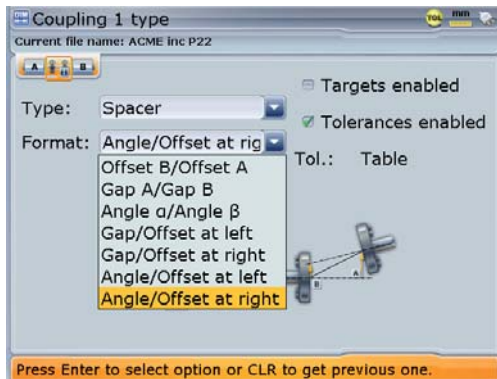 DIM Coupling 1 type TOL mm
Current file name: ACME inc P22
A B
Targets enabled
Type: Spacer
Tolerances enabled
Format: Angle/Offset at rig
Tol.: Table
Offset B/Offset A
Gap A/Gap B
Angle α/Angle β
Gap/Offset at left
Gap/Offset at right
Angle/Offset at left
Angle/Offset at right
B A
Press Enter to select option or CLR to get previous one.